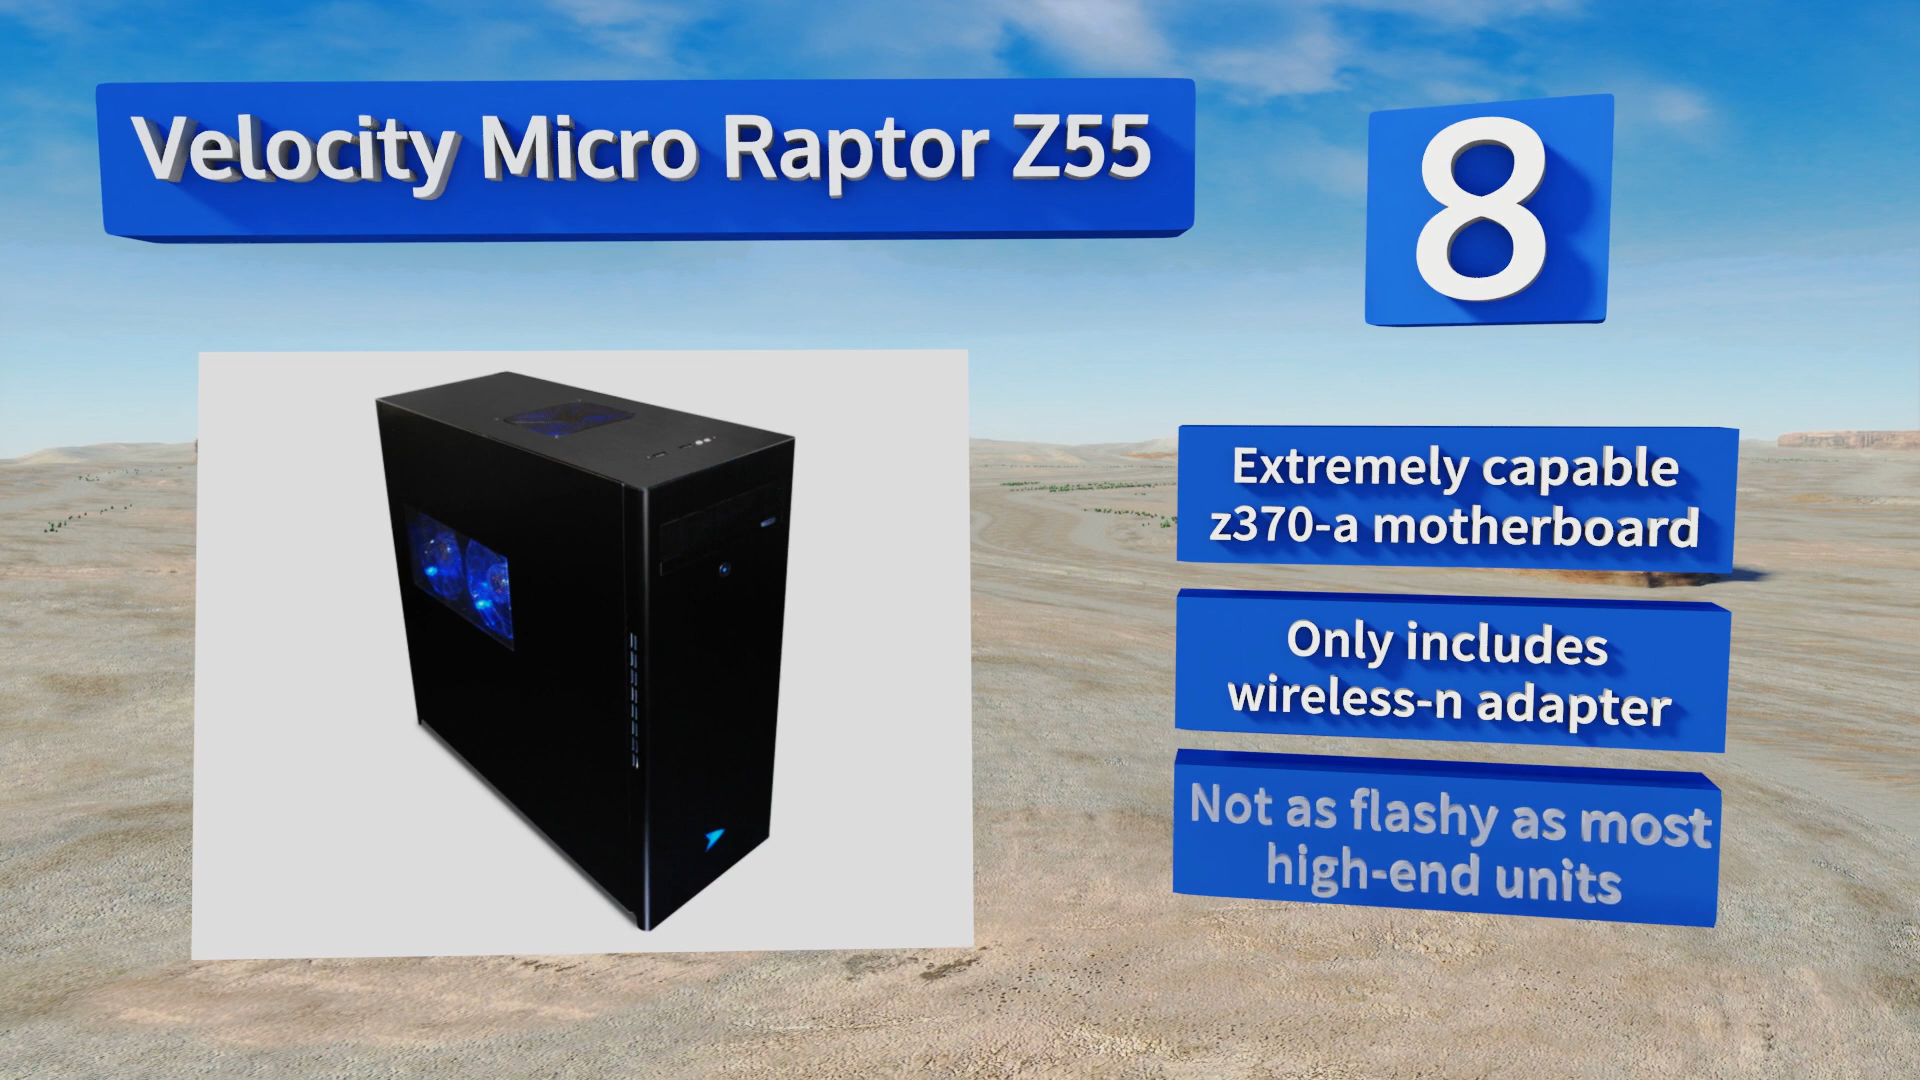 Velocity Micro Raptor Z55
8
Extremely capable
z370-a motherboard
Only includes
wireless-n adapter
Not as flashy as most
high-end units